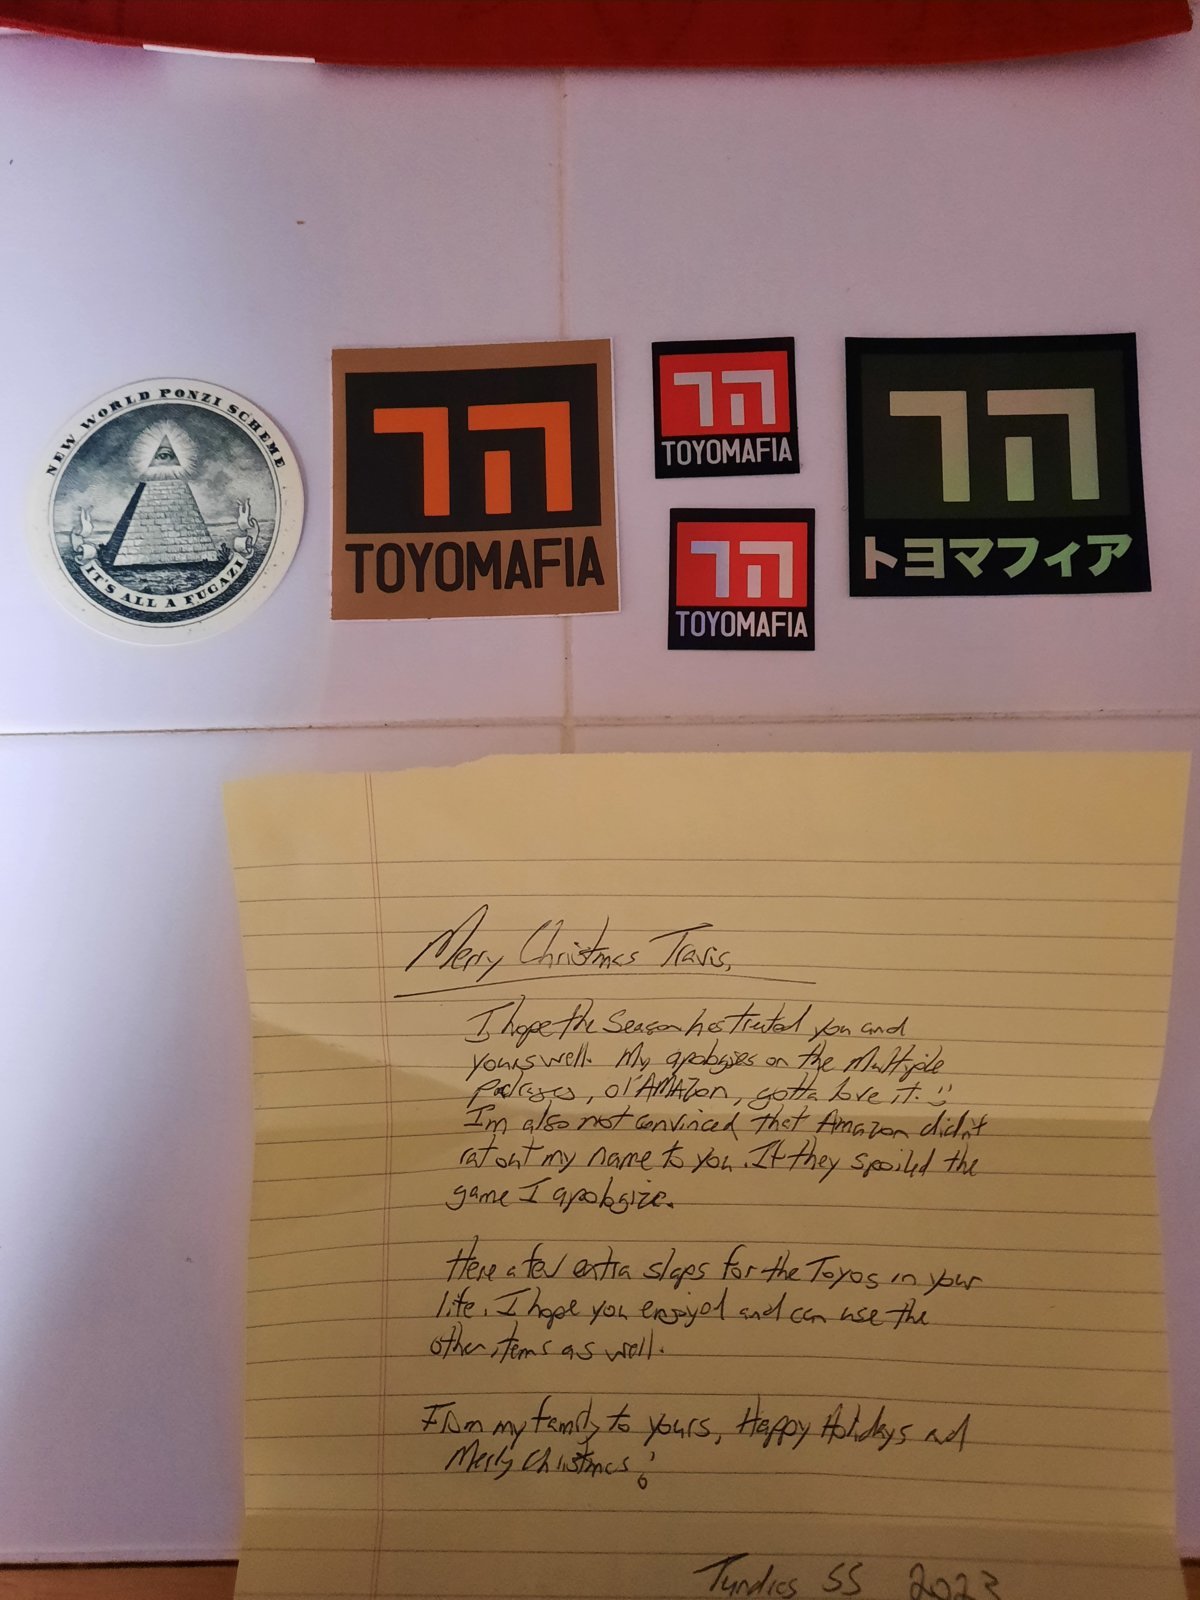 NEW WORLD PONZI SCHEME
IT'S ALL A FUGAZI
TOYOMAFIA
TOYOMAFIA
TOYOMAFIA
トヨマフィア
Merry Christmas Travis,
I hope the Season has treated you and
yours well. My apologies on the Multiple
packages, ol' AMAZon, gotta love it. :)
I'm also not convinced that Amazon didn't
rat out my name to you. If they spoiled the
game I apologize.
Here a few extra slaps for the Toyos in your
life. I hope you enjoyed and can use the
other items as well.
From my family to yours, Happy Holidays and
Merry Christmas!
SS 2023